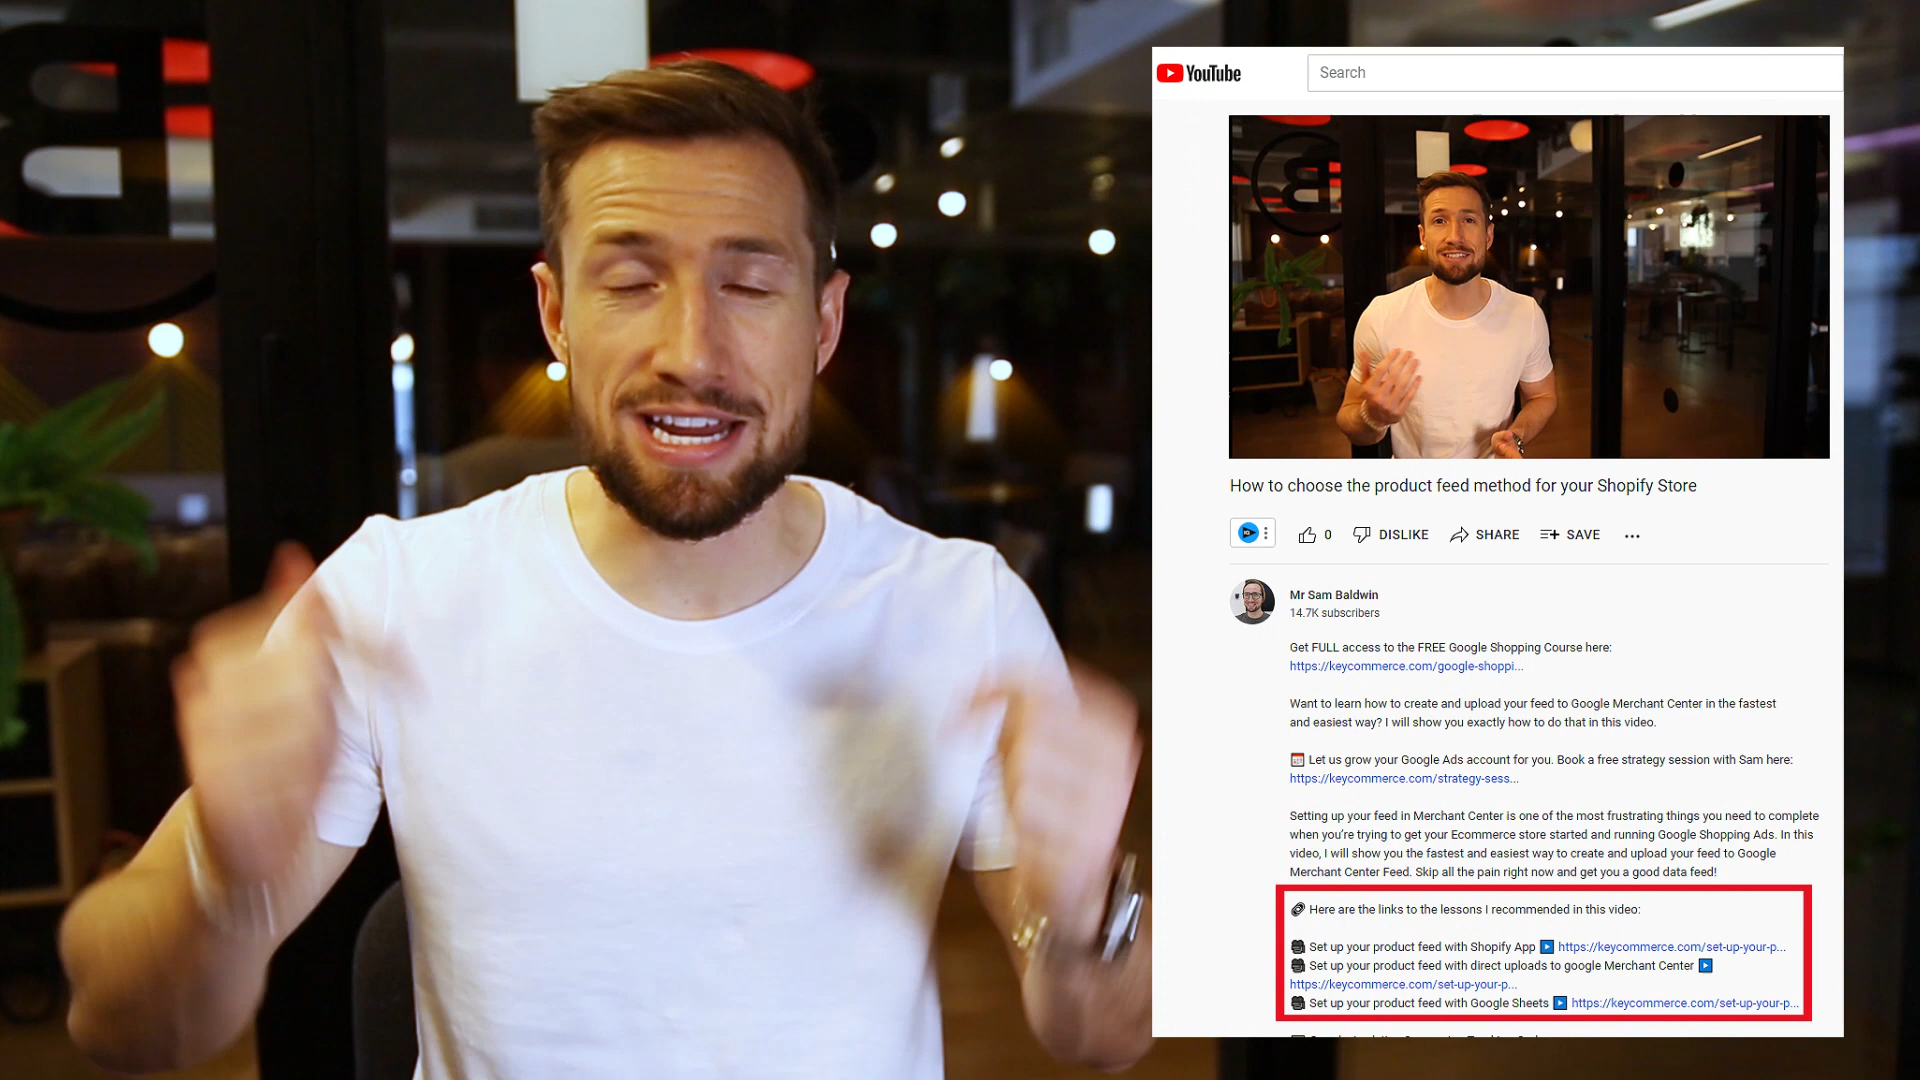 YouTube
Search
How to choose the product feed method for your Shopify Store
0 DISLIKE SHARE SAVE ...
Mr Sam Baldwin
14.7K subscribers
Get FULL access to the FREE Google Shopping Course here:
https://keycommerce.com/google-shoppi...
Want to learn how to create and upload your feed to Google Merchant Center in the fastest
and easiest way? I will show you exactly how to do that in this video.
Let us grow your Google Ads account for you. Book a free strategy session with Sam here:
https://keycommerce.com/strategy-sess...
Setting up your feed in Merchant Center is one of the most frustrating things you need to complete
when you're trying to get your Ecommerce store started and running Google Shopping Ads. In this
video, I will show you the fastest and easiest way to create and upload your feed to Google
Merchant Center Feed. Skip all the pain right now and get you a good data feed!
Here are the links to the lessons I recommended in this video:
Set up your product feed with Shopify App https://keycommerce.com/set-up-your-p...
Set up your product feed with direct uploads to google Merchant Center
https://keycommerce.com/set-up-your-p...
Set up your product feed with Google Sheets https://keycommerce.com/set-up-your-p...